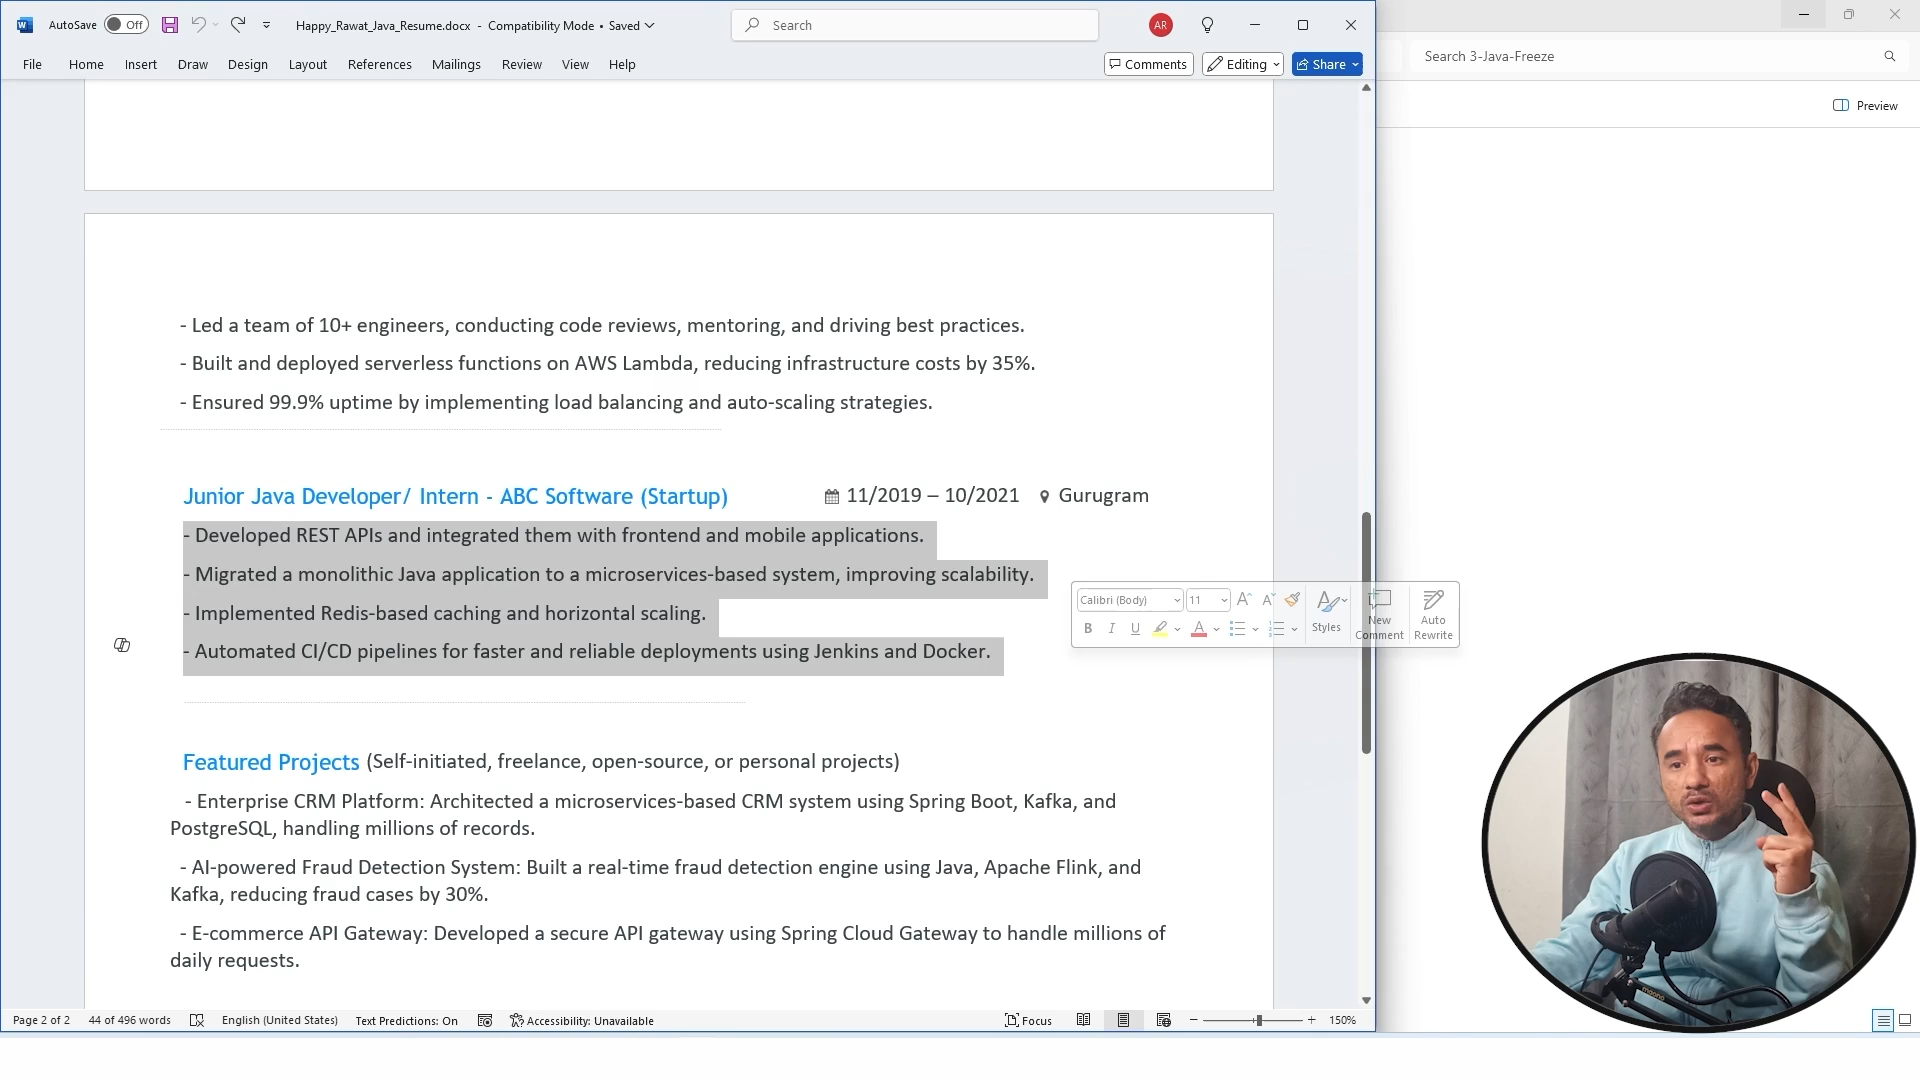 AutoSave Off Happy_Rawat_Java_Resume.docx - Compatibility Mode • Saved Search AR
File Home Insert Draw Design Layout References Mailings Review View Help Comments Editing Share
Search 3-Java-Freeze
Preview
- Led a team of 10+ engineers, conducting code reviews, mentoring, and driving best practices.
- Built and deployed serverless functions on AWS Lambda, reducing infrastructure costs by 35%.
- Ensured 99.9% uptime by implementing load balancing and auto-scaling strategies.
Junior Java Developer/ Intern - ABC Software (Startup) 11/2019 – 10/2021 Gurugram
- Developed REST APIs and integrated them with frontend and mobile applications.
- Migrated a monolithic Java application to a microservices-based system, improving scalability.
- Implemented Redis-based caching and horizontal scaling.
- Automated CI/CD pipelines for faster and reliable deployments using Jenkins and Docker.
Calibri (Body) 11
B I U Styles New Comment Auto Rewrite
Featured Projects (Self-initiated, freelance, open-source, or personal projects)
- Enterprise CRM Platform: Architected a microservices-based CRM system using Spring Boot, Kafka, and
PostgreSQL, handling millions of records.
- AI-powered Fraud Detection System: Built a real-time fraud detection engine using Java, Apache Flink, and
Kafka, reducing fraud cases by 30%.
- E-commerce API Gateway: Developed a secure API gateway using Spring Cloud Gateway to handle millions of
daily requests.
maono
Page 2 of 2 44 of 496 words English (United States) Text Predictions: On Accessibility: Unavailable Focus 150%